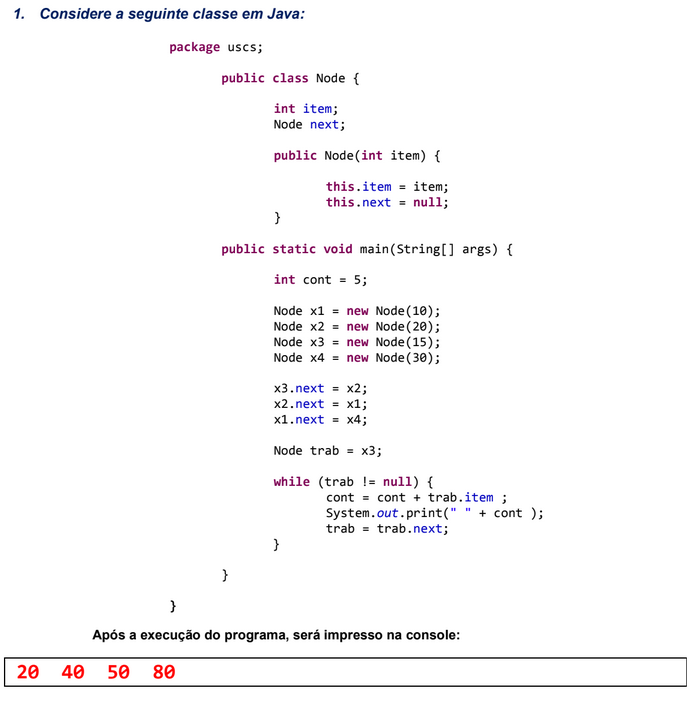 1. Considere a seguinte classe em Java:
package uscs;
public class Node {
int item;
Node next;
public Node(int item) {
this.item = item;
this.next = null;
}
public static void main(String[] args) {
int cont = 5;
Node x1 = new Node(10);
Node x2 = new Node(20);
Node x3 = new Node(15);
Node x4 = new Node(30);
x3.next = x2;
x2.next = x1;
x1.next = x4;
Node trab = x3;
while (trab != null) {
cont = cont + trab.item ;
System.out.print(" " + cont );
trab = trab.next;
}
}
}
Após a execução do programa, será impresso na console:
20 40 50 80